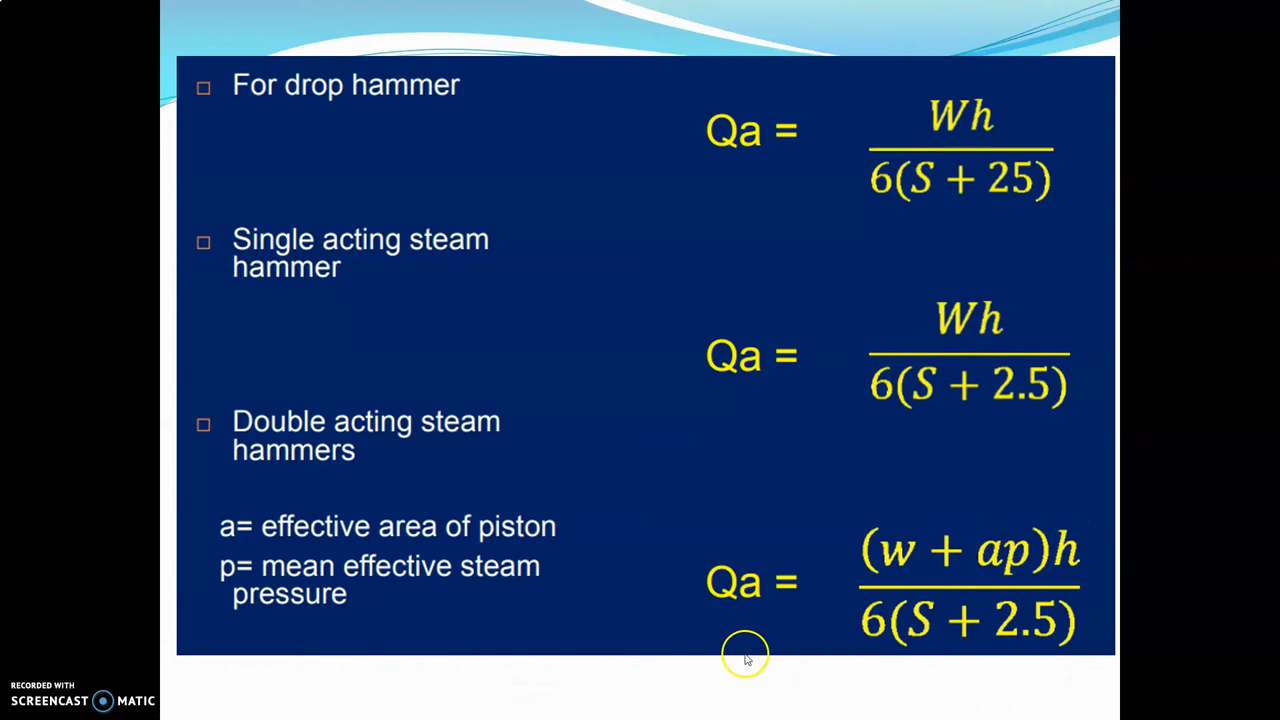 For drop hammer
Qa = Wh / 6(S + 25)
Single acting steam
hammer
Qa = Wh / 6(S + 2.5)
Double acting steam
hammers
a= effective area of piston
p= mean effective steam
pressure
Qa = (w + ap)h / 6(S + 2.5)
RECORDED WITH
SCREENCAST MATIC